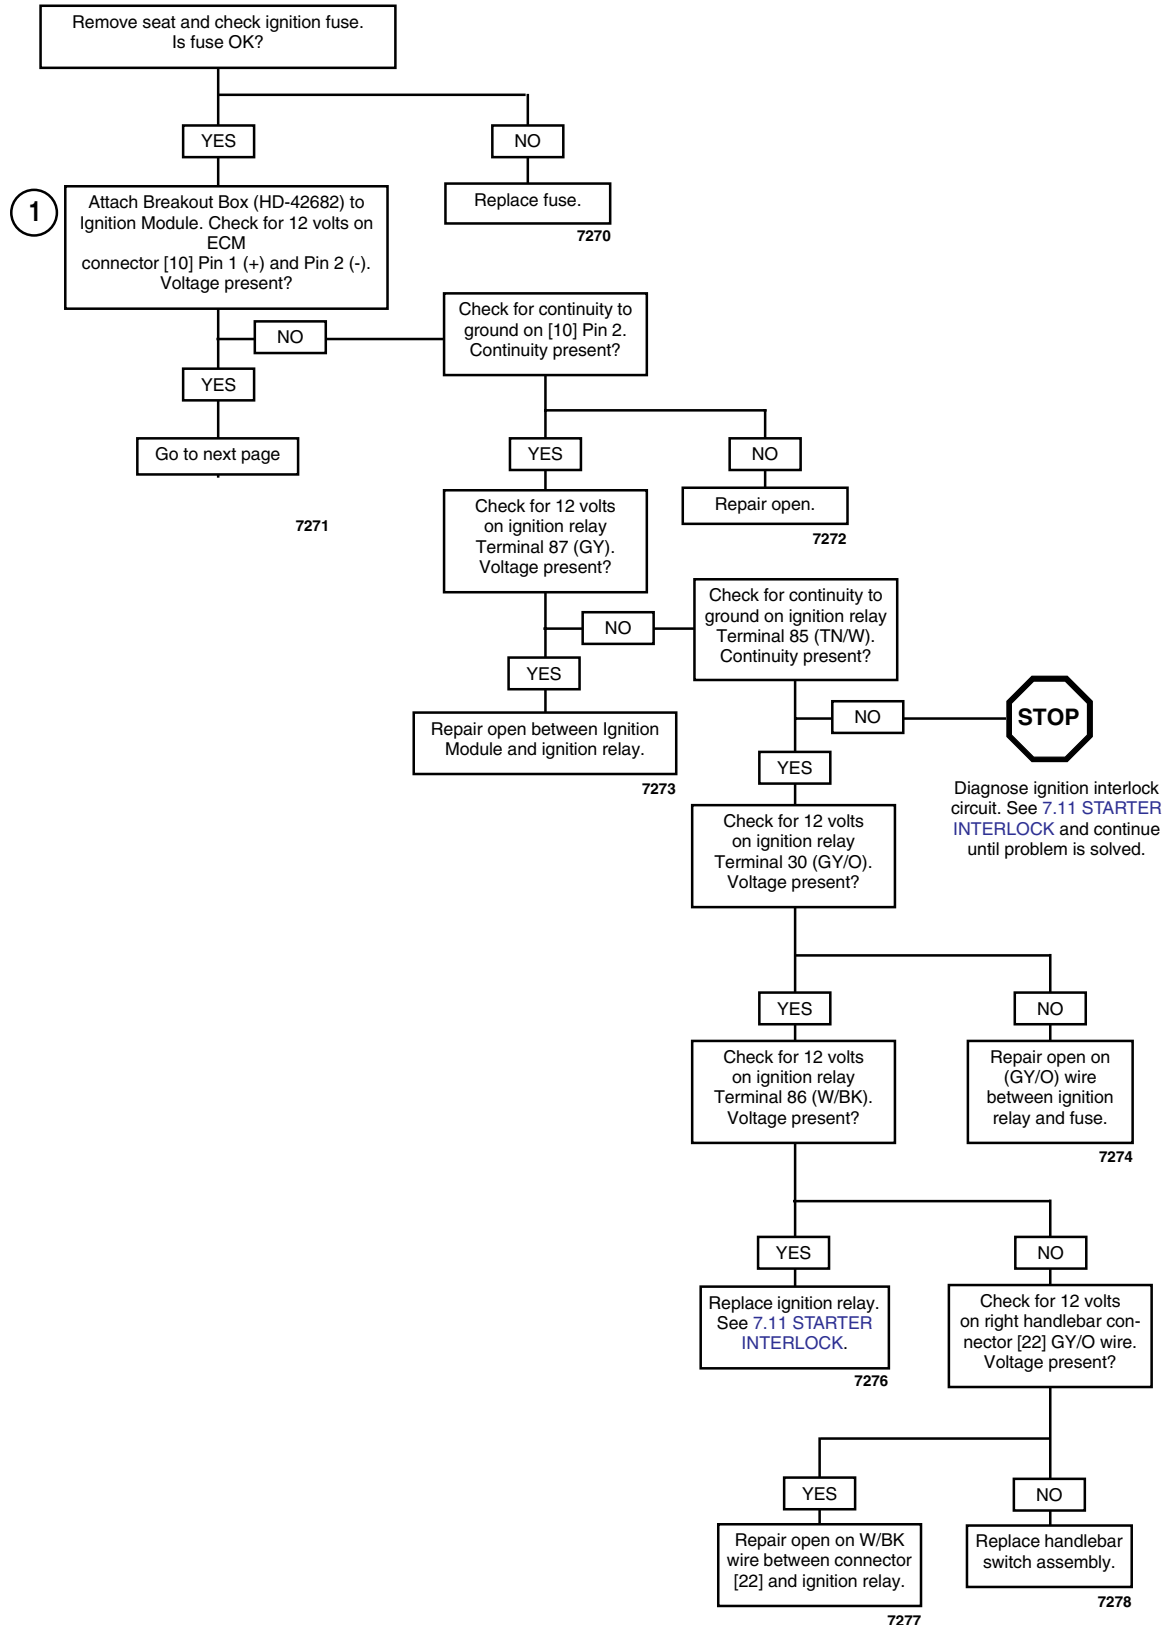 Remove seat and check ignition fuse.
Is fuse OK?
YES
NO
1
Attach Breakout Box (HD-42682) to
Ignition Module. Check for 12 volts on
ECM
connector [10] Pin 1 (+) and Pin 2 (-).
Voltage present?
Replace fuse.
7270
NO
Check for continuity to
ground on [10] Pin 2.
Continuity present?
YES
Go to next page
7271
YES
NO
Check for 12 volts
on ignition relay
Terminal 87 (GY).
Voltage present?
Repair open.
7272
NO
Check for continuity to
ground on ignition relay
Terminal 85 (TN/W).
Continuity present?
YES
Repair open between Ignition
Module and ignition relay.
7273
NO
STOP
Diagnose ignition interlock
circuit. See 7.11 STARTER
INTERLOCK and continue
until problem is solved.
YES
Check for 12 volts
on ignition relay
Terminal 30 (GY/O).
Voltage present?
YES
NO
Check for 12 volts
on ignition relay
Terminal 86 (W/BK).
Voltage present?
Repair open on
(GY/O) wire
between ignition
relay and fuse.
7274
YES
NO
Replace ignition relay.
See 7.11 STARTER
INTERLOCK.
7276
Check for 12 volts
on right handlebar con-
nector [22] GY/O wire.
Voltage present?
YES
NO
Repair open on W/BK
wire between connector
[22] and ignition relay.
7277
Replace handlebar
switch assembly.
7278